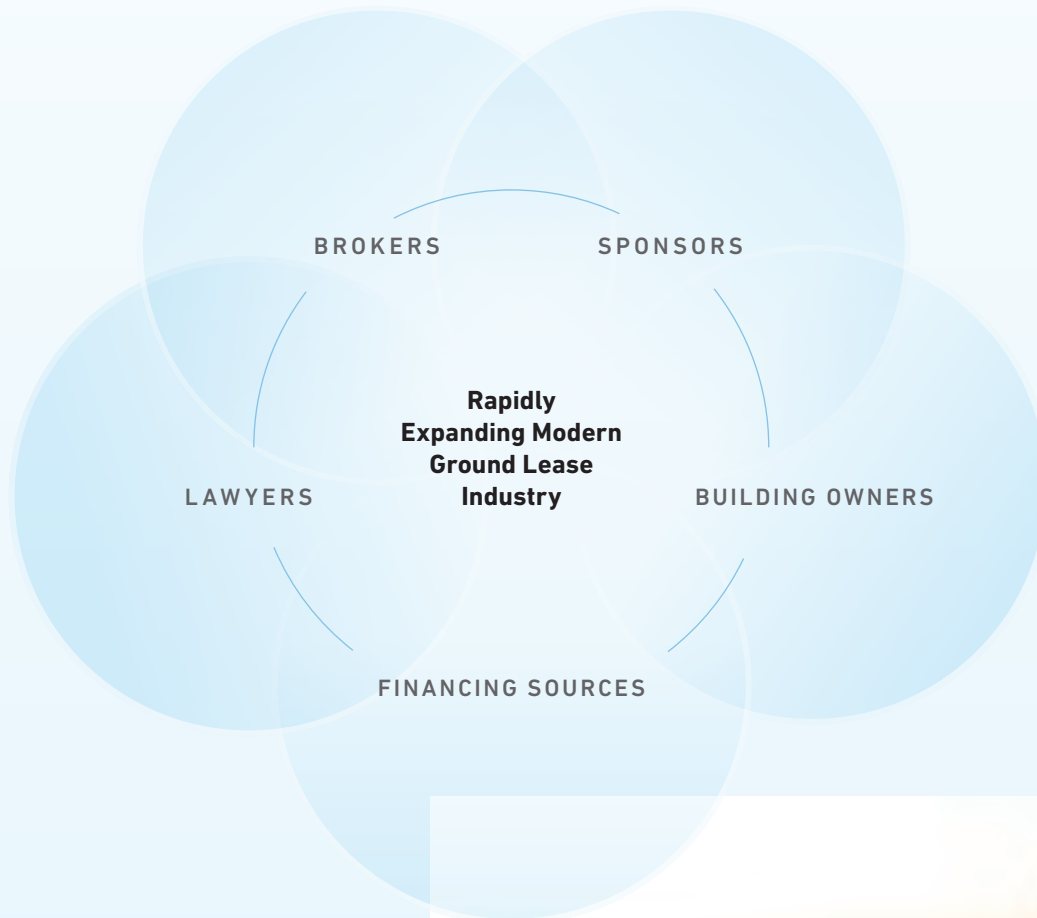 BROKERS
SPONSORS
Rapidly
Expanding Modern
Ground Lease
Industry
LAWYERS
BUILDING OWNERS
FINANCING SOURCES